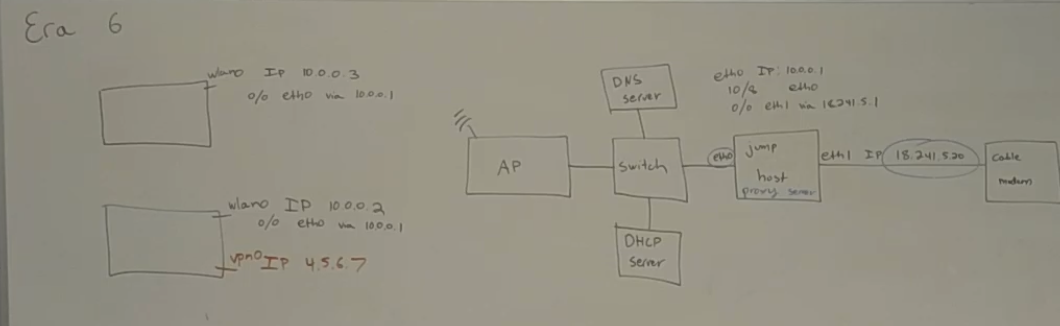 Era 6
wlan0 IP 10.0.0.3
0/0 eth0 via 10.0.0.1
wlan0 IP 10.0.0.2
0/0 eth0 via 10.0.0.1
vpn0 IP 4.5.6.7
AP
DNS
server
switch
DHCP
server
eth0 IP: 10.0.0.1
10/8 eth0
0/0 eth1 via 18.241.5.1
eth0
jump
host
proxy server
eth1 IP 18.241.5.20
cable
modem